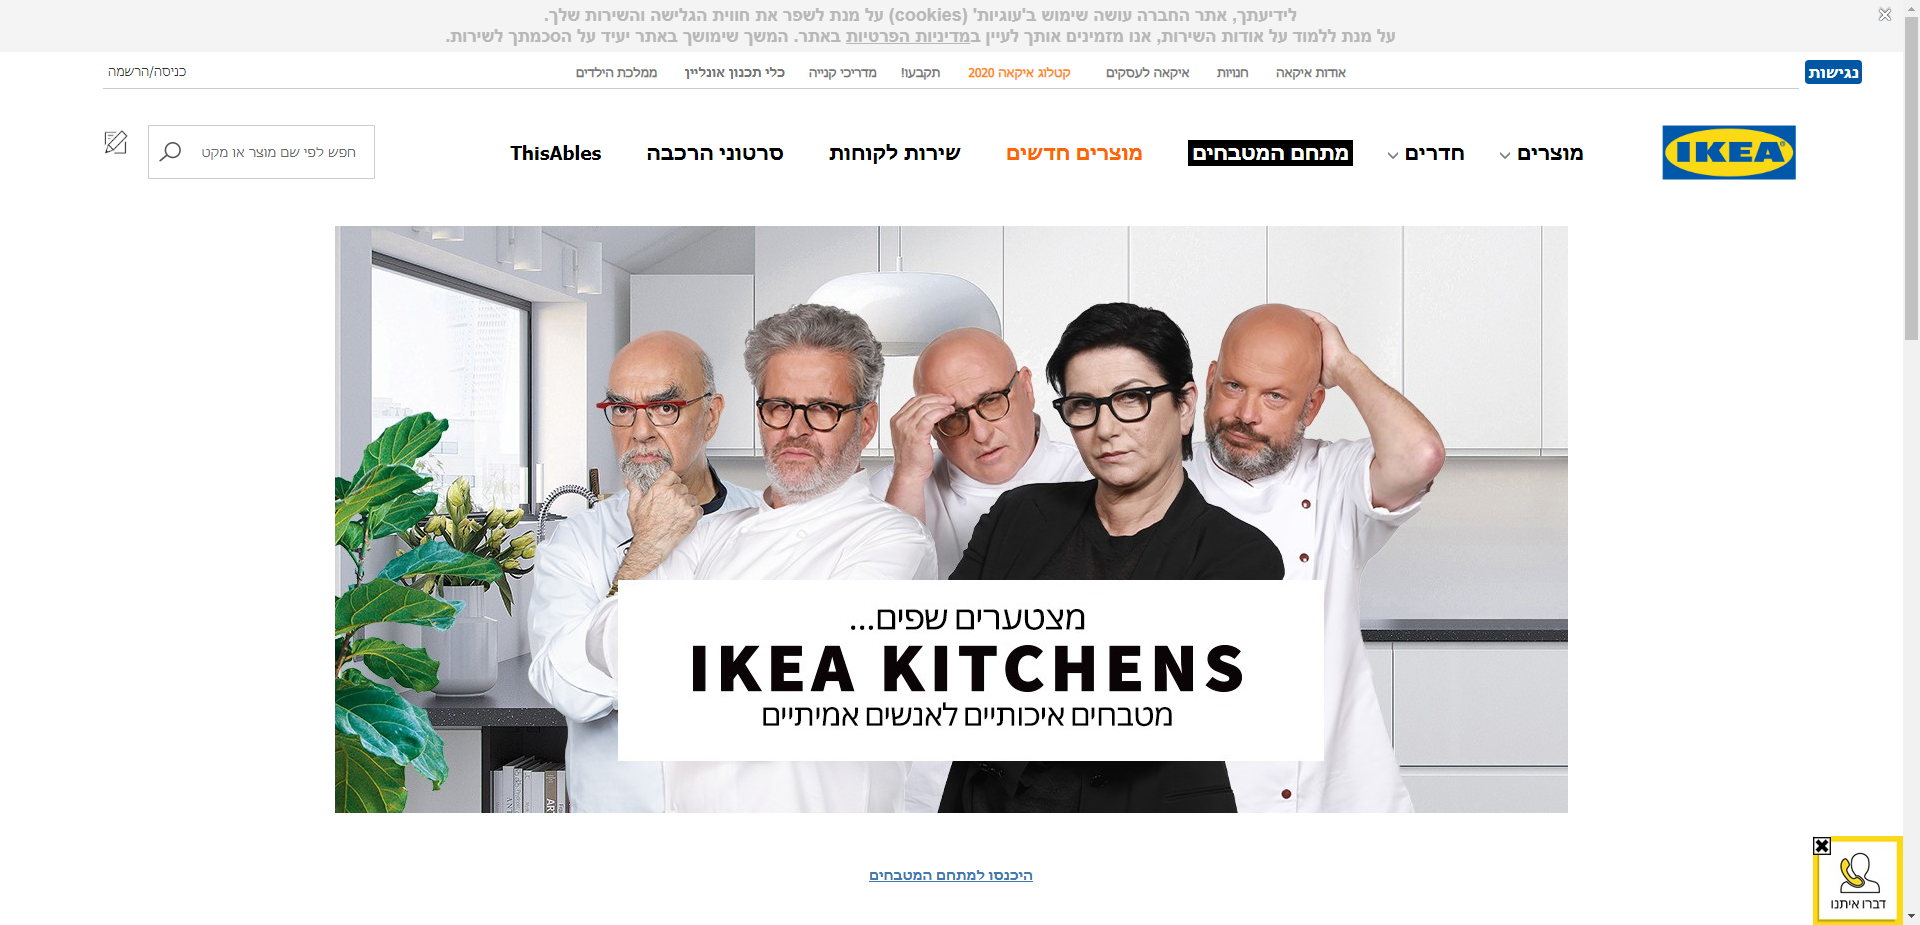 לידיעתך, אתר החברה עושה שימוש ב'עוגיות' (cookies) על מנת לשפר את חווית הגלישה והשירות שלך.
על מנת ללמוד על אודות השירות, אנו מזמינים אותך לעיין במדיניות הפרטיות באתר. המשך שימושך באתר יעיד על הסכמתך לשירות.
נגישות
אודות איקאה
חנויות
איקאה לעסקים
קטלוג איקאה 2020
תקבעו!
מדריכי קנייה
כלי תכנון אונליין
ממלכת הילדים
כניסה/הרשמה
IKEA
מוצרים
חדרים
מתחם המטבחים
מוצרים חדשים
שירות לקוחות
סרטוני הרכבה
ThisAbles
חפש לפי שם מוצר או מקט
מצטערים שפים...
IKEA KITCHENS
מטבחים איכותיים לאנשים אמיתיים
היכנסו למתחם המטבחים
דברו איתנו